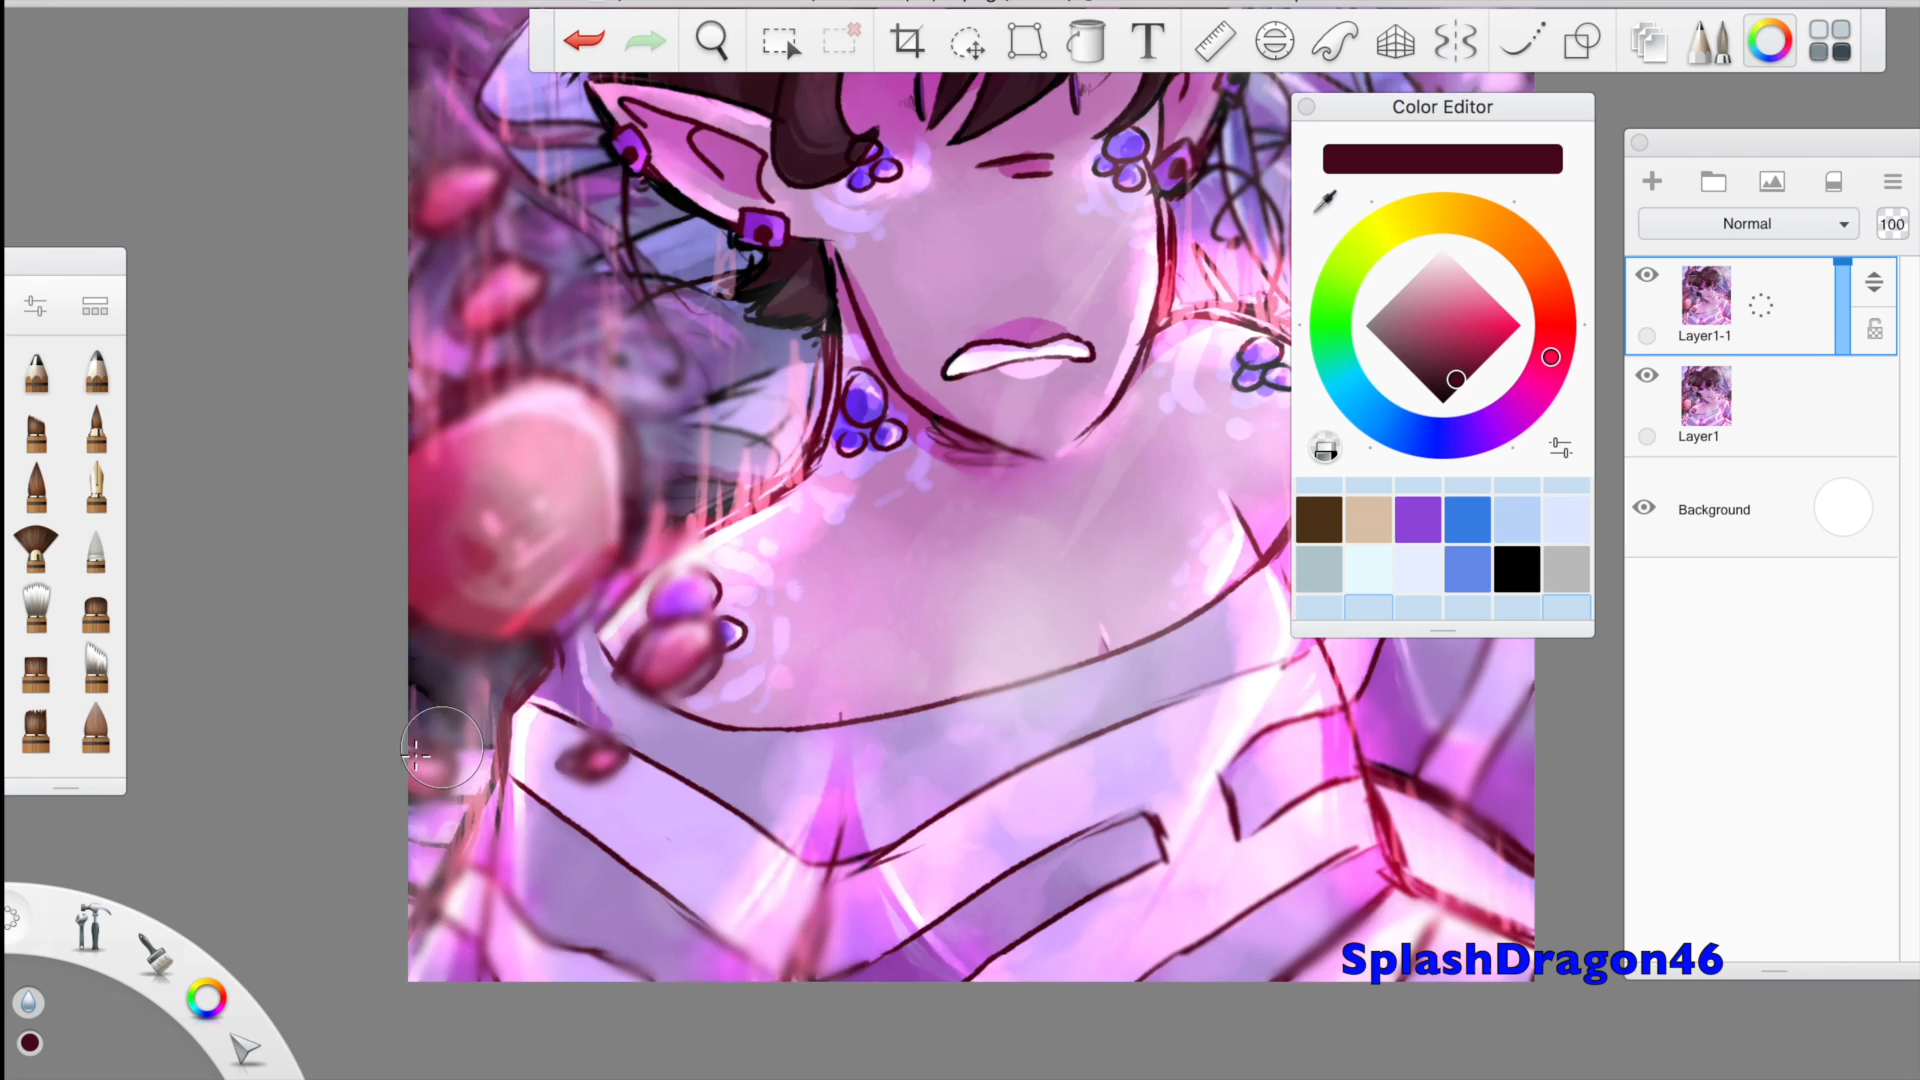 Color Editor
Normal
100
Layer1-1
Layer1
Background
SplashDragon46